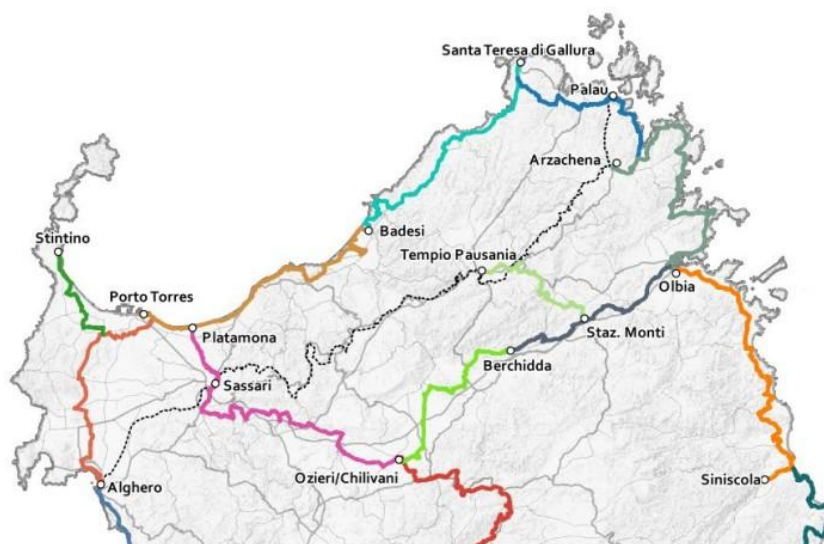 Santa Teresa di Gallura
Palau
Arzachena
Badesi
Stintino
Tempio Pausania
Olbia
Porto Torres
Platamona
Staz. Monti
Berchidda
Sassari
Ozieri/Chilivani
Siniscola
Alghero